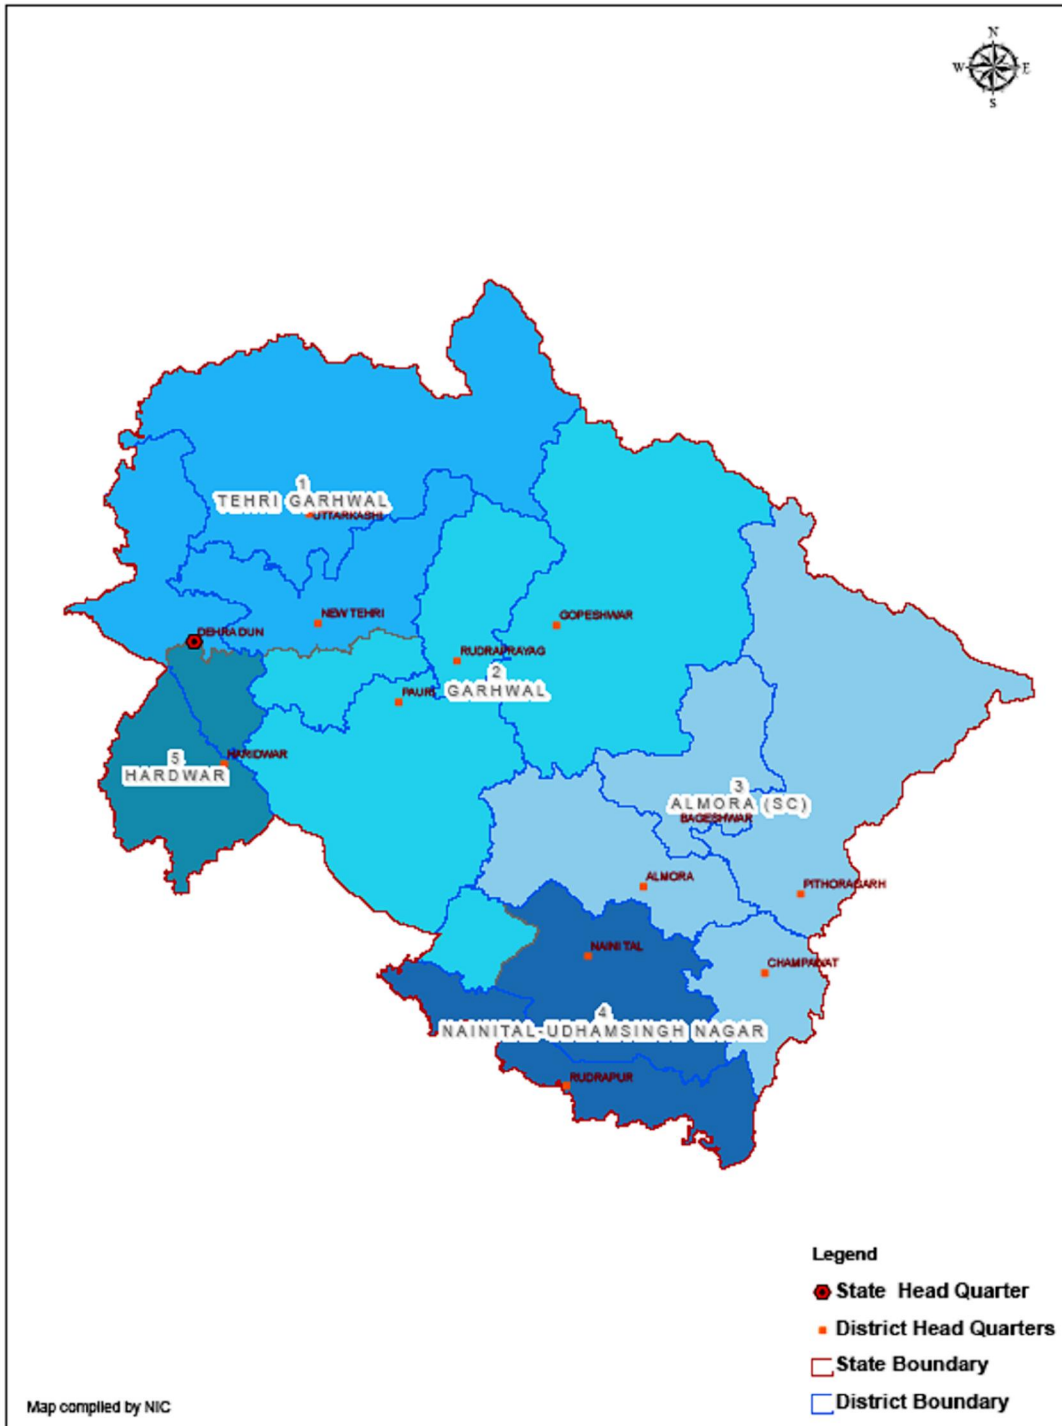 N
W E
S
1
TEHRI GARHWAL
UTTARKASHI
NEW TEHRI
GOPESHWAR
DEHRA DUN
RUDRAPRAYAG
2
GARHWAL
PAURI
HARIDWAR
5
HARDWAR
3
ALMORA (SC)
BAGESHWAR
ALMORA
PITHORAGARH
NAINI TAL
CHAMPAWAT
4
NAINITAL-UDHAMSINGH NAGAR
RUDRAPUR
Legend
State Head Quarter
District Head Quarters
State Boundary
District Boundary
Map compiled by NIC